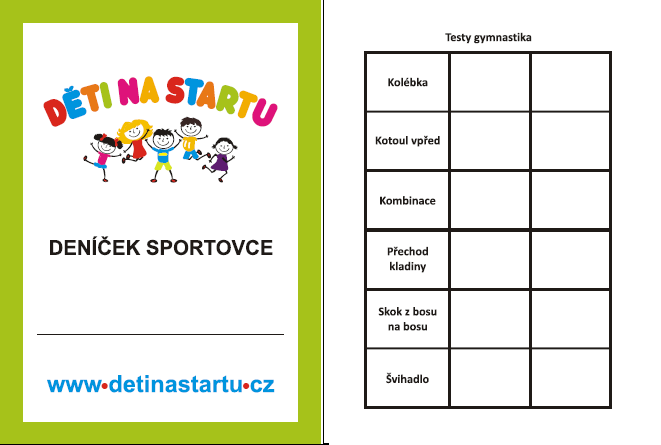 DĚTI NA STARTU
DENÍČEK SPORTOVCE
www•detinastartu•cz
Testy gymnastika
Kolébka
Kotoul vpřed
Kombinace
Přechod
kladiny
Skok z bosu
na bosu
Švihadlo